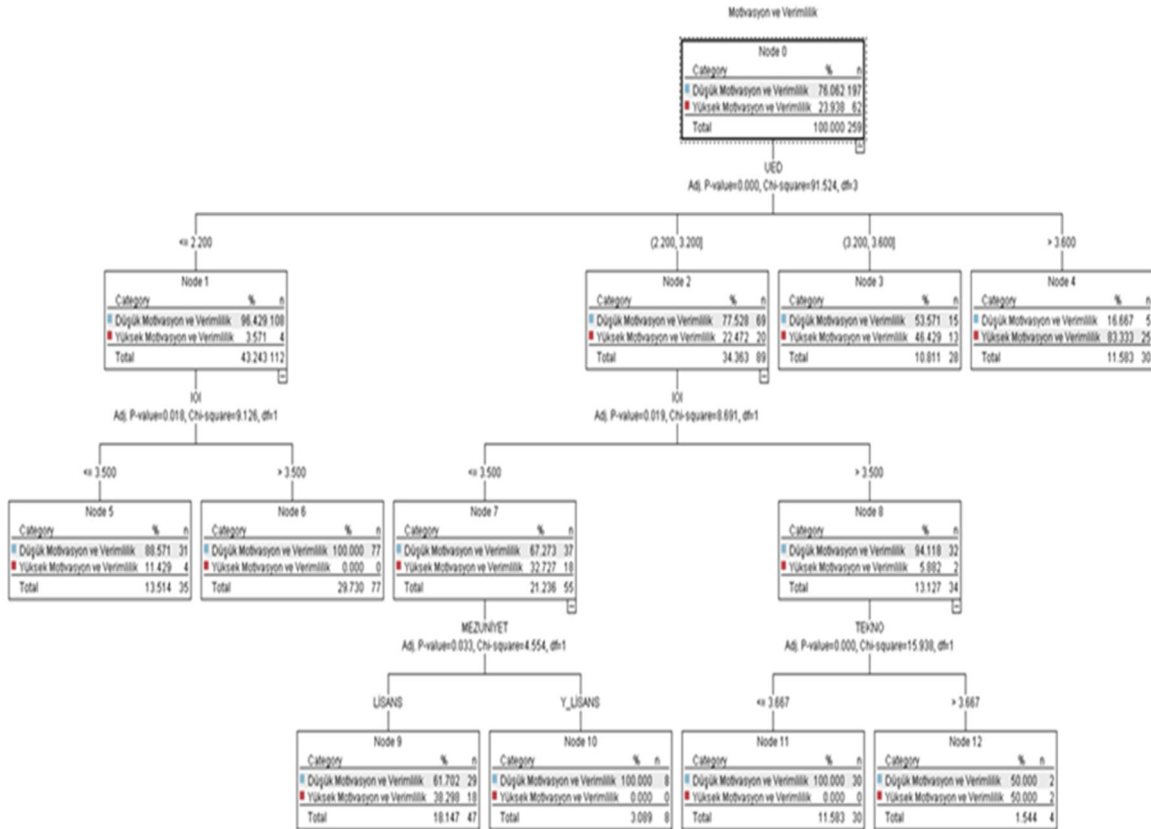 Motivasyon ve Verimlilik
Node 0
Category % n
Düşük Motivasyon ve Verimlilik 76.062 197
Yüksek Motivasyon ve Verimlilik 23.938 62
Total 100.000 259
UED
Adj. P-value=0.000, Chi-square=91.524, df=3
<= 2.200
(2.200, 3.200]
(3.200, 3.600]
> 3.600
Node 1
Category % n
Düşük Motivasyon ve Verimlilik 96.429 108
Yüksek Motivasyon ve Verimlilik 3.571 4
Total 43.243 112
Node 2
Category % n
Düşük Motivasyon ve Verimlilik 77.528 69
Yüksek Motivasyon ve Verimlilik 22.472 20
Total 34.363 89
Node 3
Category % n
Düşük Motivasyon ve Verimlilik 53.571 15
Yüksek Motivasyon ve Verimlilik 46.429 13
Total 10.811 28
Node 4
Category % n
Düşük Motivasyon ve Verimlilik 16.667 5
Yüksek Motivasyon ve Verimlilik 83.333 25
Total 11.583 30
Adj. P-value=0.018, Chi-square=9.126, df=1
Adj. P-value=0.019, Chi-square=8.691, df=1
<= 3.500
> 3.500
<= 3.500
> 3.500
Node 5
Category % n
Düşük Motivasyon ve Verimlilik 88.571 31
Yüksek Motivasyon ve Verimlilik 11.429 4
Total 13.514 35
Node 6
Category % n
Düşük Motivasyon ve Verimlilik 100.000 77
Yüksek Motivasyon ve Verimlilik 0.000 0
Total 29.730 77
Node 7
Category % n
Düşük Motivasyon ve Verimlilik 67.273 37
Yüksek Motivasyon ve Verimlilik 32.727 18
Total 21.236 55
Node 8
Category % n
Düşük Motivasyon ve Verimlilik 94.118 32
Yüksek Motivasyon ve Verimlilik 5.882 2
Total 13.127 34
MEZUNİYET
Adj. P-value=0.033, Chi-square=4.554, df=1
TEKNO
Adj. P-value=0.000, Chi-square=15.938, df=1
LİSANS
Y_LİSANS
<= 3.667
> 3.667
Node 9
Category % n
Düşük Motivasyon ve Verimlilik 61.702 29
Yüksek Motivasyon ve Verimlilik 38.298 18
Total 18.147 47
Node 10
Category % n
Düşük Motivasyon ve Verimlilik 100.000 8
Yüksek Motivasyon ve Verimlilik 0.000 0
Total 3.089 8
Node 11
Category % n
Düşük Motivasyon ve Verimlilik 100.000 30
Yüksek Motivasyon ve Verimlilik 0.000 0
Total 11.583 30
Node 12
Category % n
Düşük Motivasyon ve Verimlilik 50.000 2
Yüksek Motivasyon ve Verimlilik 50.000 2
Total 1.544 4